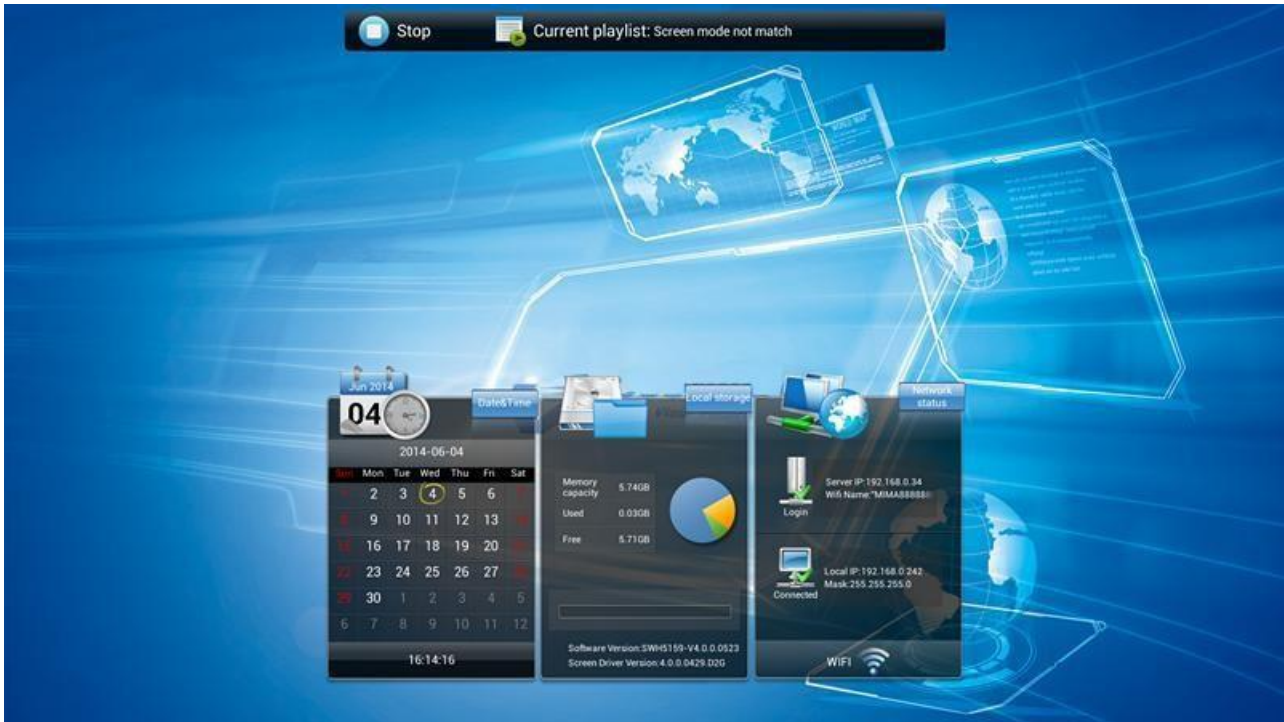 Stop
Current playlist: Screen mode not match
WORLD MAP
Jun 2014
04
Date&Time
2014-06-04
Sun Mon Tue Wed Thu Fri Sat
1 2 3 4 5 6 7
8 9 10 11 12 13 14
15 16 17 18 19 20 21
22 23 24 25 26 27 28
29 30 1 2 3 4 5
6 7 8 9 10 11 12
16:14:16
Local storage
Memory
capacity 5.74GB
Used 0.03GB
Free 5.71GB
Software Version:SWH5159-V4.0.0.0523
Screen Driver Version:4.0.0.0429.D2G
Network
status
Server IP:192.168.0.34
Wifi Name:"MIMA88888
Login
Local IP:192.168.0.242
Mask:255.255.255.0
Connected
WIFI